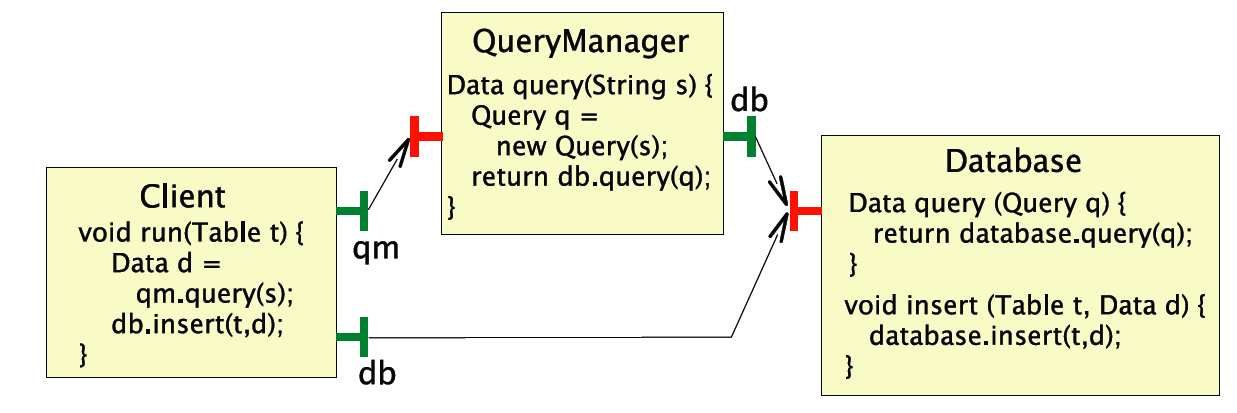 QueryManager
Data query(String s) {
Query q =
new Query(s);
return db.query(q);
}
db
Client
void run(Table t) {
Data d =
qm.query(s);
db.insert(t,d);
}
qm
db
Database
Data query (Query q) {
return database.query(q);
}
void insert (Table t, Data d) {
database.insert(t,d);
}